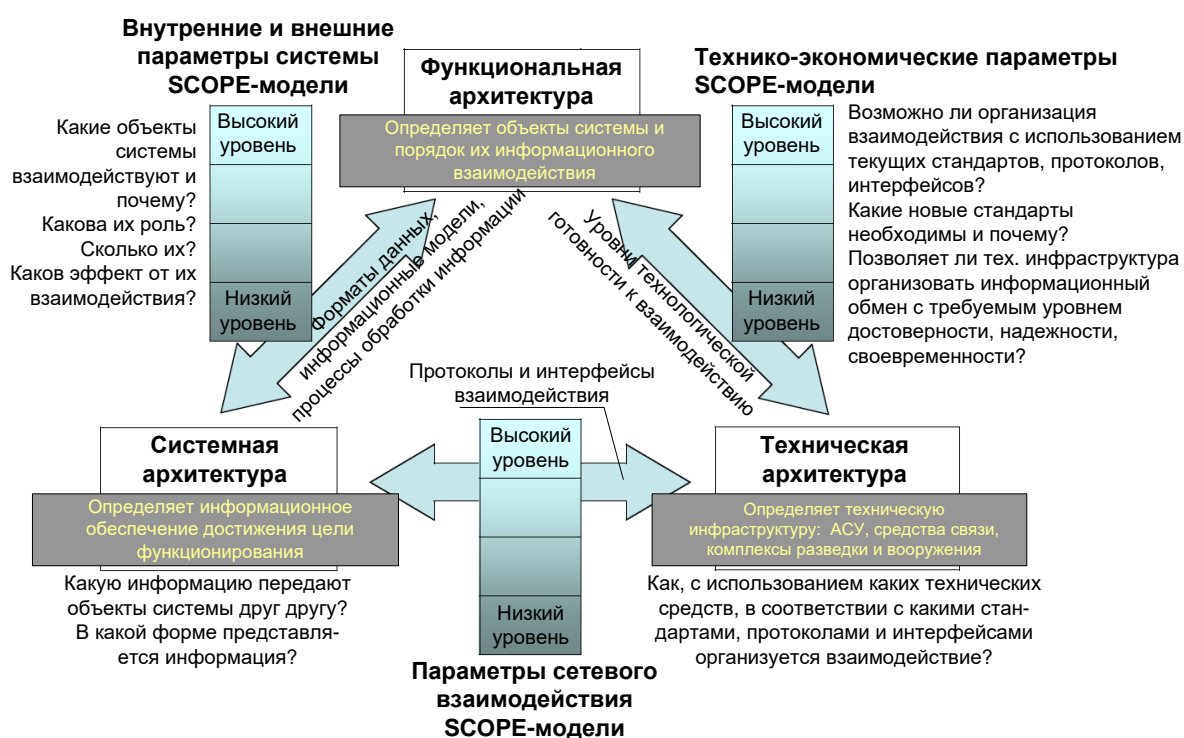 Внутренние и внешние
параметры системы
SCOPE-модели
Функциональная
архитектура
Определяет объекты системы и
порядок их информационного
взаимодействия
Технико-экономические параметры
SCOPE-модели
Какие объекты
системы
взаимодействуют и
почему?
Какова их роль?
Сколько их?
Каков эффект от их
взаимодействия?
Высокий
уровень
Низкий
уровень
Форматы данных,
информационные модели,
процессы обработки информации
Уровни технологической
готовности к взаимодействию
Высокий
уровень
Низкий
уровень
Возможно ли организация
взаимодействия с использованием
текущих стандартов, протоколов,
интерфейсов?
Какие новые стандарты
необходимы и почему?
Позволяет ли тех. инфраструктура
организовать информационный
обмен с требуемым уровнем
достоверности, надежности,
своевременности?
Протоколы и интерфейсы
взаимодействия
Системная
архитектура
Определяет информационное
обеспечение достижения цели
функционирования
Какую информацию передают
объекты системы друг другу?
В какой форме представля-
ется информация?
Высокий
уровень
Низкий
уровень
Параметры сетевого
взаимодействия
SCOPE-модели
Техническая
архитектура
Определяет техническую
инфраструктуру: АСУ, средства связи,
комплексы разведки и вооружения
Как, с использованием каких технических
средств, в соответствии с какими стан-
дартами, протоколами и интерфейсами
организуется взаимодействие?